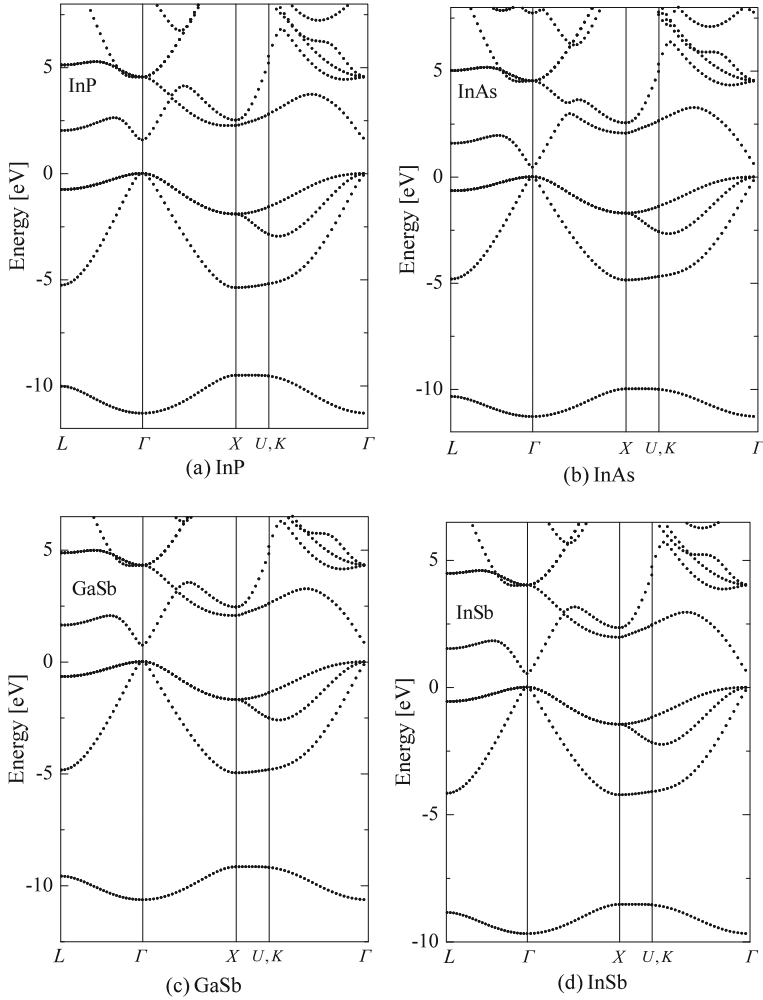 5
0
-5
-10
Energy [eV]
InP
L Γ X U, K Γ
(a) InP
5
0
-5
-10
Energy [eV]
InAs
L Γ X U, K Γ
(b) InAs
5
0
-5
-10
Energy [eV]
GaSb
L Γ X U, K Γ
(c) GaSb
5
0
-5
-10
Energy [eV]
InSb
L Γ X U, K Γ
(d) InSb